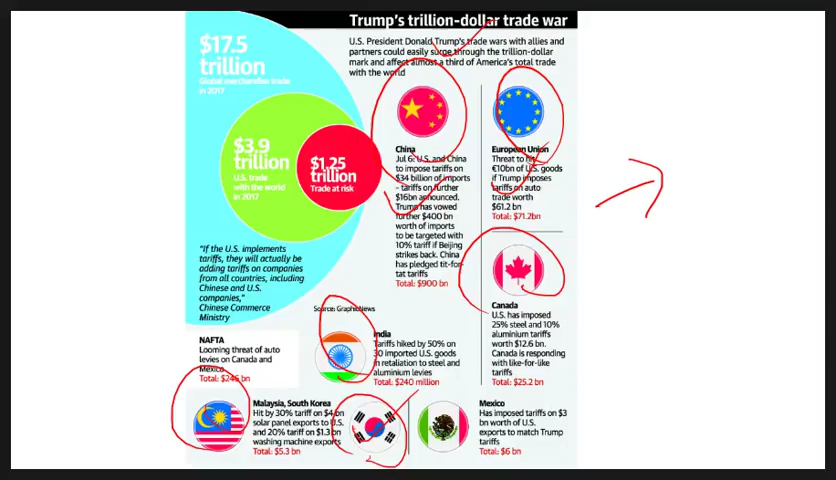 Trump's trillion-dollar trade war
U.S. President Donald Trump's trade wars with allies and
partners could easily surge through the trillion-dollar
mark and affect almost a third of America's total trade
with the world
$17.5
trillion
Global merchandise trade
in 2017
$3.9
trillion
U.S. trade
with the world
in 2017
$1.25
trillion
Trade at risk
"If the U.S. implements
tariffs, they will actually be
adding tariffs on companies
from all countries, including
Chinese and U.S.
companies,"
Chinese Commerce
Ministry
China
Jul 6: U.S. and China
to impose tariffs on
$34 billion of imports
– tariffs on further
$16bn announced.
Trump has vowed
further $400 bn
worth of imports
to be targeted with
10% tariff if Beijing
strikes back. China
has pledged tit-for-
tat tariffs
Total: $900 bn
European Union
Threat to hit
€10bn of U.S. goods
if Trump imposes
tariffs on auto
trade worth
$61.2 bn
Total: $71.2bn
Canada
U.S. has imposed
25% steel and 10%
aluminium tariffs
worth $12.6 bn.
Canada is responding
with like-for-like
tariffs
Total: $25.2 bn
Source: GraphicNews
NAFTA
Looming threat of auto
levies on Canada and
Mexico
Total: $246 bn
India
Tariffs hiked by 50% on
30 imported U.S. goods
in retaliation to steel and
aluminium levies
Total: $240 million
Malaysia, South Korea
Hit by 30% tariff on $4 bn
solar panel exports to U.S.
and 20% tariff on $1.3 bn
washing machine exports
Total: $5.3 bn
Mexico
Has imposed tariffs on $3
bn worth of U.S.
exports to match Trump
tariffs
Total: $6 bn